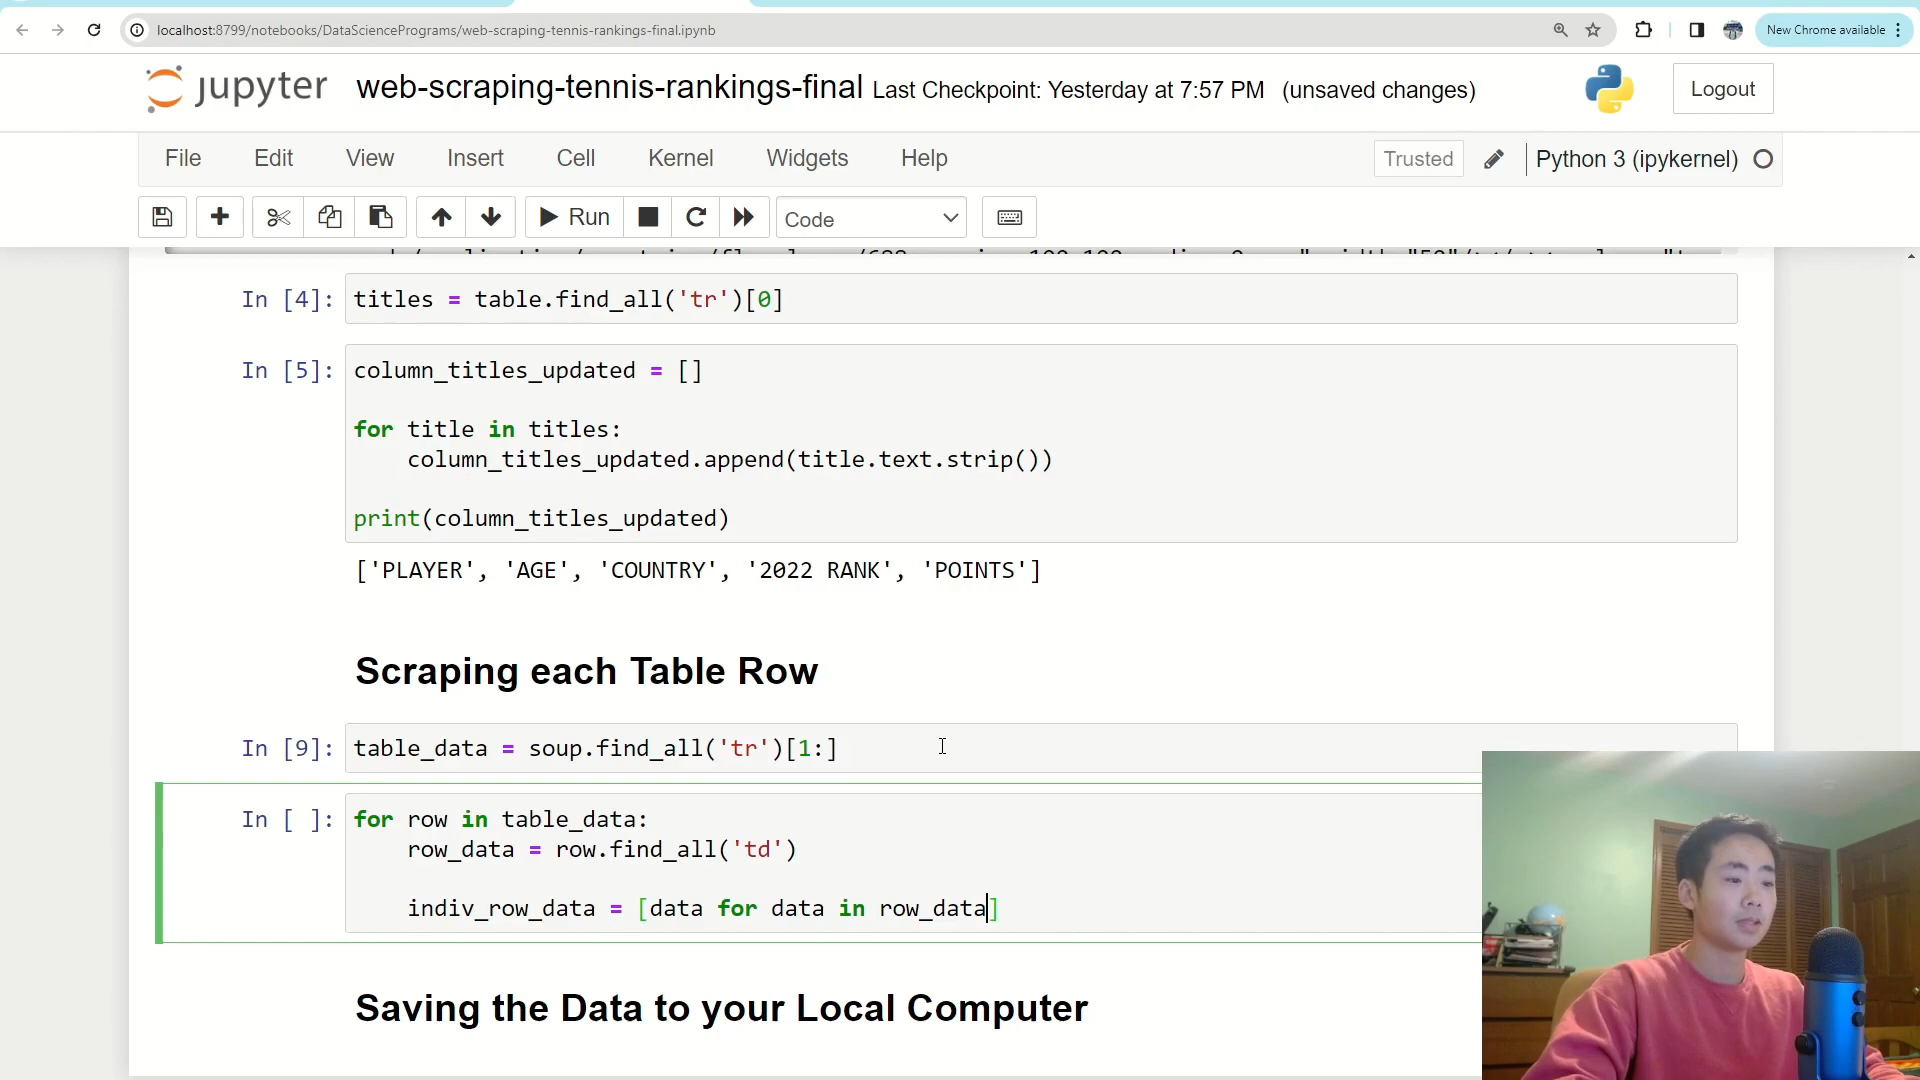 localhost:8799/notebooks/DataSciencePrograms/web-scraping-tennis-rankings-final.ipynb
New Chrome available
jupyter web-scraping-tennis-rankings-final Last Checkpoint: Yesterday at 7:57 PM (unsaved changes)
Logout
File Edit View Insert Cell Kernel Widgets Help
Trusted Python 3 (ipykernel)
Run Code
In [4]: titles = table.find_all('tr')[0]
In [5]: column_titles_updated = []
for title in titles:
column_titles_updated.append(title.text.strip())
print(column_titles_updated)
['PLAYER', 'AGE', 'COUNTRY', '2022 RANK', 'POINTS']
Scraping each Table Row
In [9]: table_data = soup.find_all('tr')[1:]
In [ ]: for row in table_data:
row_data = row.find_all('td')
indiv_row_data = [data for data in row_data]
Saving the Data to your Local Computer